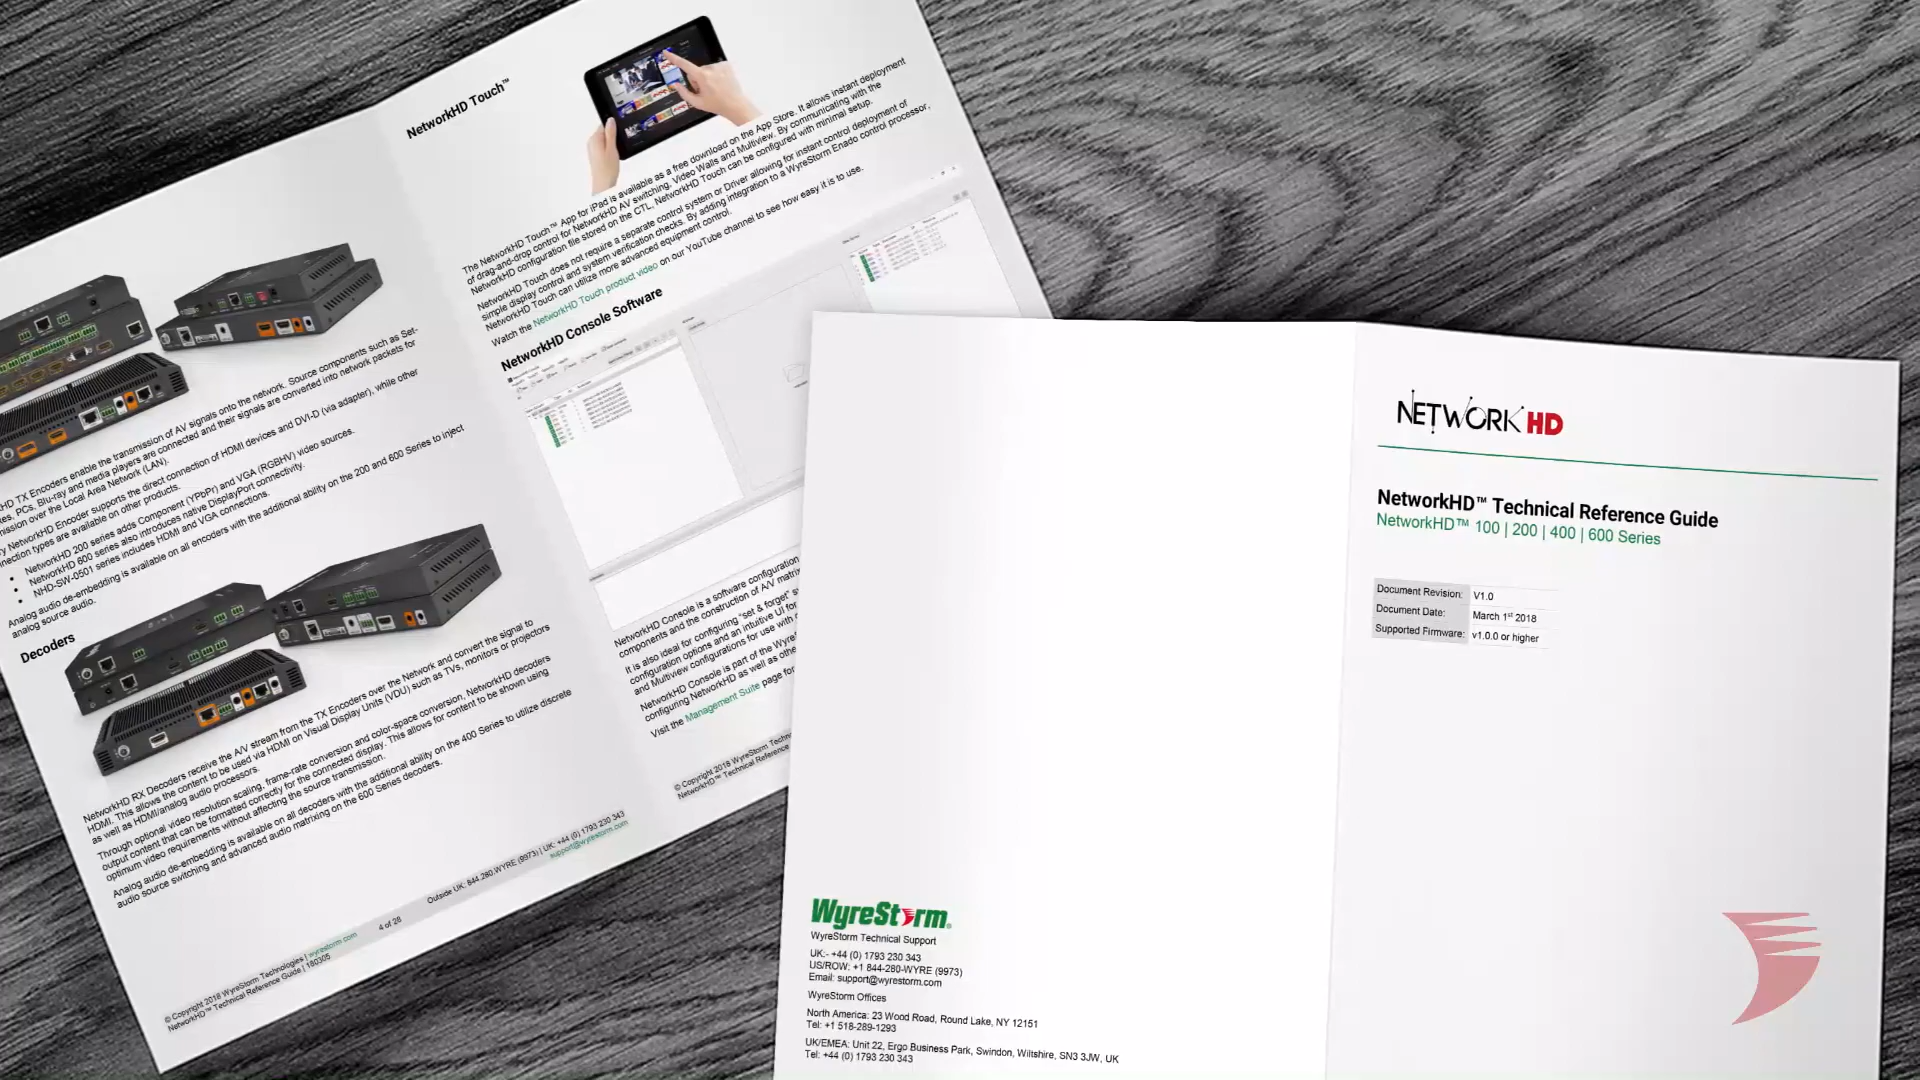 HD TX Encoders enable the transmission of AV signals onto the network. Source components such as Set-
es, PCs, Blu-ray and media players are connected and their signals are converted into network packets for
mission over the Local Area Network (LAN).
y NetworkHD Encoder supports the direct connection of HDMI devices and DVI-D (via adapter), while other
nnection types are available on other products.
• NetworkHD 200 series adds Component (YPbPr) and VGA (RGBHV) video sources.
• NetworkHD 600 series also introduces native DisplayPort connectivity.
• NHD-SW-0501 series includes HDMI and VGA connections.
Analog audio de-embedding is available on all encoders with the additional ability on the 200 and 600 Series to inject
analog source audio.
Decoders
NetworkHD RX Decoders receive the A/V stream from the TX Encoders over the Network and convert the signal to
HDMI. This allows the content to be used via HDMI on Visual Display Units (VDU) such as TVs, monitors or projectors
as well as HDMI/analog audio processors.
Through optional video resolution scaling, frame-rate conversion and color-space conversion, NetworkHD decoders
output content that can be formatted correctly for the connected display. This allows for content to be shown using
optimum video requirements without affecting the source transmission.
Analog audio de-embedding is available on all decoders with the additional ability on the 400 Series to utilize discrete
audio source switching and advanced audio matrixing on the 600 Series decoders.
© Copyright 2018 WyreStorm Technologies | wyrestorm.com
NetworkHD™ Technical Reference Guide | 180305
4 of 28
Outside UK: 844.280.WYRE (9973) | UK: +44 (0) 1793 230 343
support@wyrestorm.com
NetworkHD Touch™
The NetworkHD Touch™ App for iPad is available as a free download on the App Store. It allows instant deployment
of drag-and-drop control for NetworkHD AV switching, Video Walls and Multiview. By communicating with the
NetworkHD configuration file stored on the CTL, NetworkHD Touch can be configured with minimal setup.
NetworkHD Touch does not require a separate control system or Driver allowing for instant control deployment of
simple display control and system verification checks. By adding integration to a WyreStorm Enado control processor,
NetworkHD Touch can utilize more advanced equipment control.
Watch the NetworkHD Touch product video on our YouTube channel to see how easy it is to use.
NetworkHD Console Software
NetworkHD Console is a software configuration
components and the construction of A/V matri
It is also ideal for configuring "set & forget" s
configuration options and an intuitive UI for
and Multiview configurations for use with
NetworkHD Console is part of the Wyre
configuring NetworkHD as well as othe
Visit the Management Suite page for
© Copyright 2018 WyreStorm Techn
NetworkHD™ Technical Reference
WyreStorm
WyreStorm Technical Support
UK:- +44 (0) 1793 230 343
US/ROW: +1 844-280-WYRE (9973)
Email: support@wyrestorm.com
WyreStorm Offices
North America: 23 Wood Road, Round Lake, NY 12151
Tel: +1 518-289-1293
UK/EMEA: Unit 22, Ergo Business Park, Swindon, Wiltshire, SN3 3JW, UK
Tel: +44 (0) 1793 230 343
NETWORK HD
NetworkHD™ Technical Reference Guide
NetworkHD™ 100 | 200 | 400 | 600 Series
Document Revision: V1.0
Document Date: March 1st 2018
Supported Firmware: v1.0.0 or higher